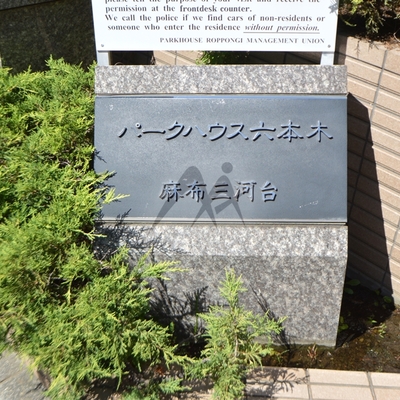 please tell the purpose of your visit and receive the
permission at the frontdesk counter.
We call the police if we find cars of non-residents or
someone who enter the residence without permission.
PARKHOUSE ROPPONGI MANAGEMENT UNION
パークハウス六本木
麻布三河台